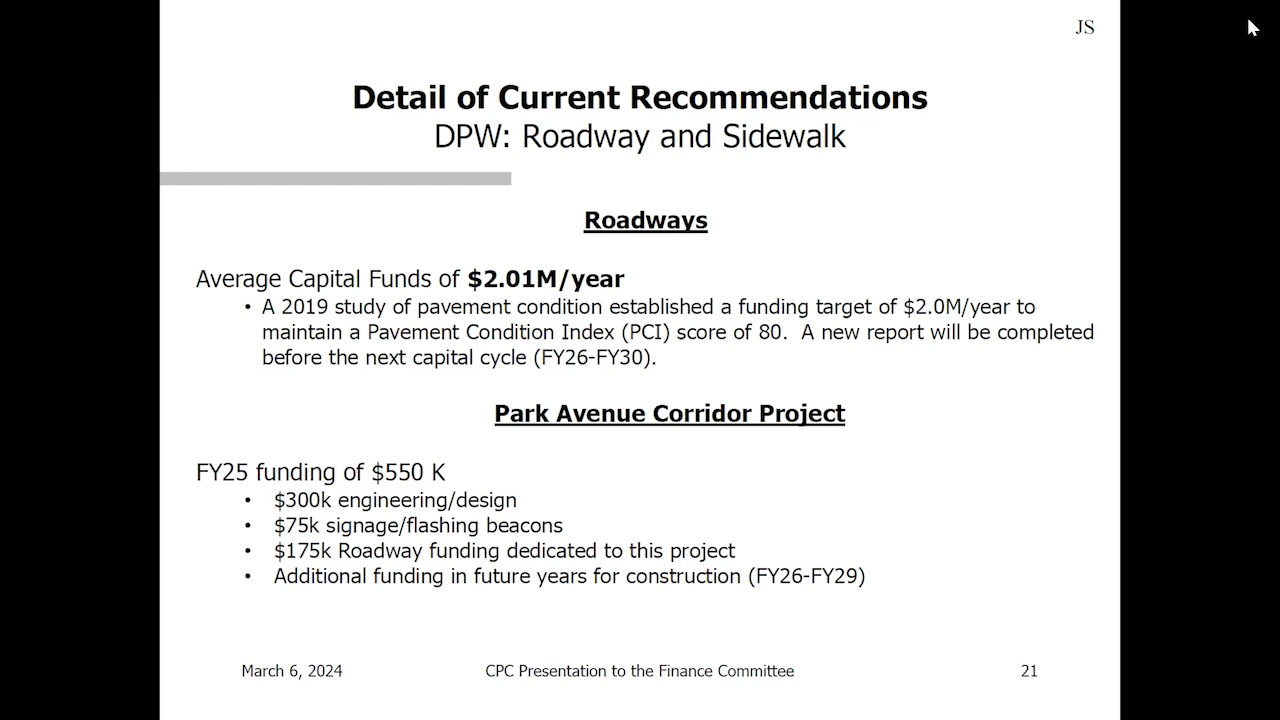 JS
Detail of Current Recommendations
DPW: Roadway and Sidewalk
Roadways
Average Capital Funds of $2.01M/year
• A 2019 study of pavement condition established a funding target of $2.0M/year to
maintain a Pavement Condition Index (PCI) score of 80.  A new report will be completed
before the next capital cycle (FY26-FY30).
Park Avenue Corridor Project
FY25 funding of $550 K
• $300k engineering/design
• $75k signage/flashing beacons
• $175k Roadway funding dedicated to this project
• Additional funding in future years for construction (FY26-FY29)
March 6, 2024 CPC Presentation to the Finance Committee 21